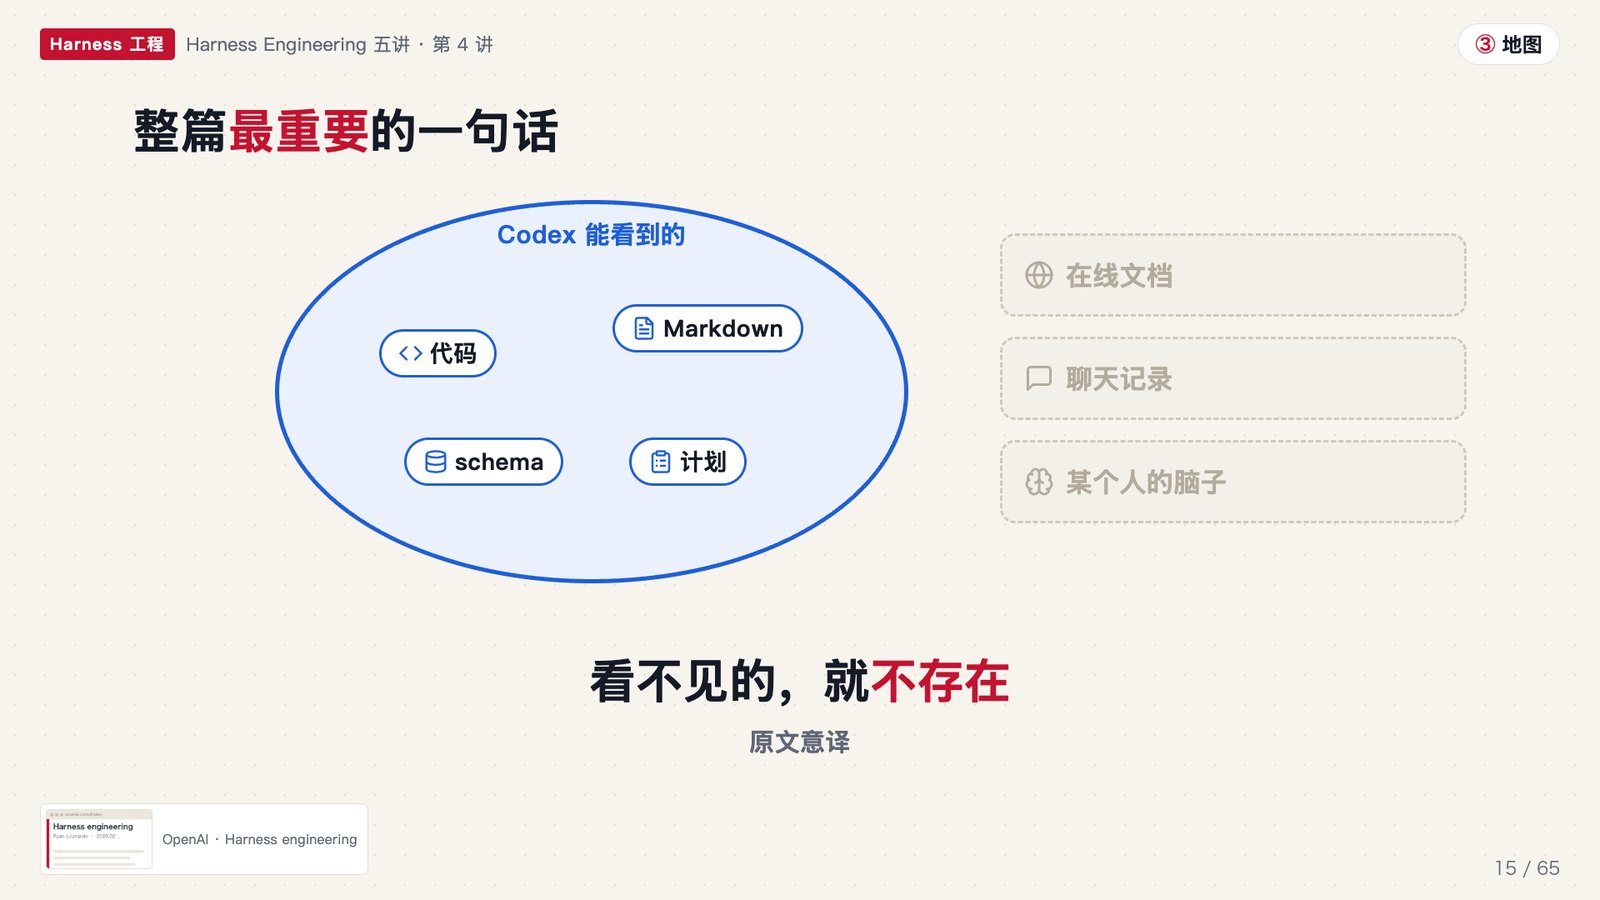 Harness 工程 Harness Engineering 五讲 · 第 4 讲
③ 地图
整篇最重要的一句话
Codex 能看到的
代码
Markdown
schema
计划
在线文档
聊天记录
某个人的脑子
看不见的，就不存在
原文意译
Harness engineering
OpenAI · Harness engineering
15 / 65